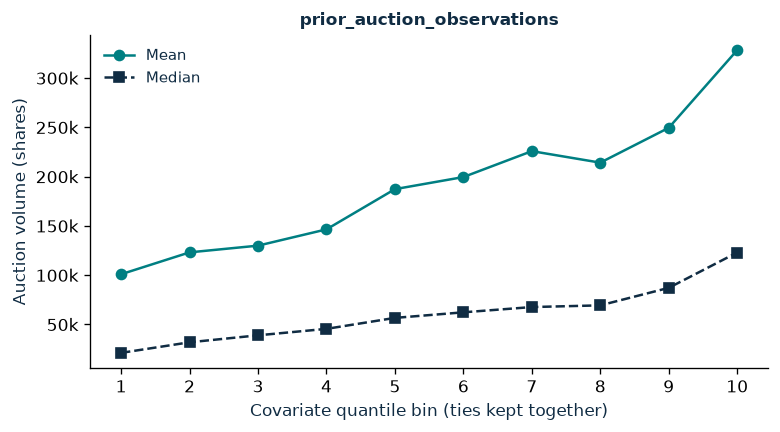 prior_auction_observations
Mean
Median
Auction volume (shares)
300k
250k
200k
150k
100k
50k
1 2 3 4 5 6 7 8 9 10
Covariate quantile bin (ties kept together)